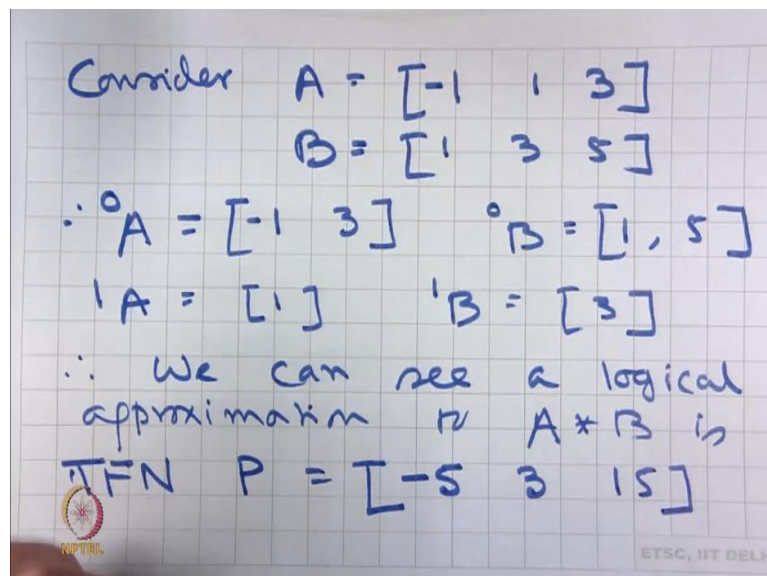 Consider A = [-1 1 3]
B = [1 3 5]
∴ ⁰A = [-1 3] ⁰B = [1, 5]
¹A = [1] ¹B = [3]
∴ We can see a logical
approximation to A * B is
TFN P = [-5 3 15]
NPTEL
ETSC, IIT DELH